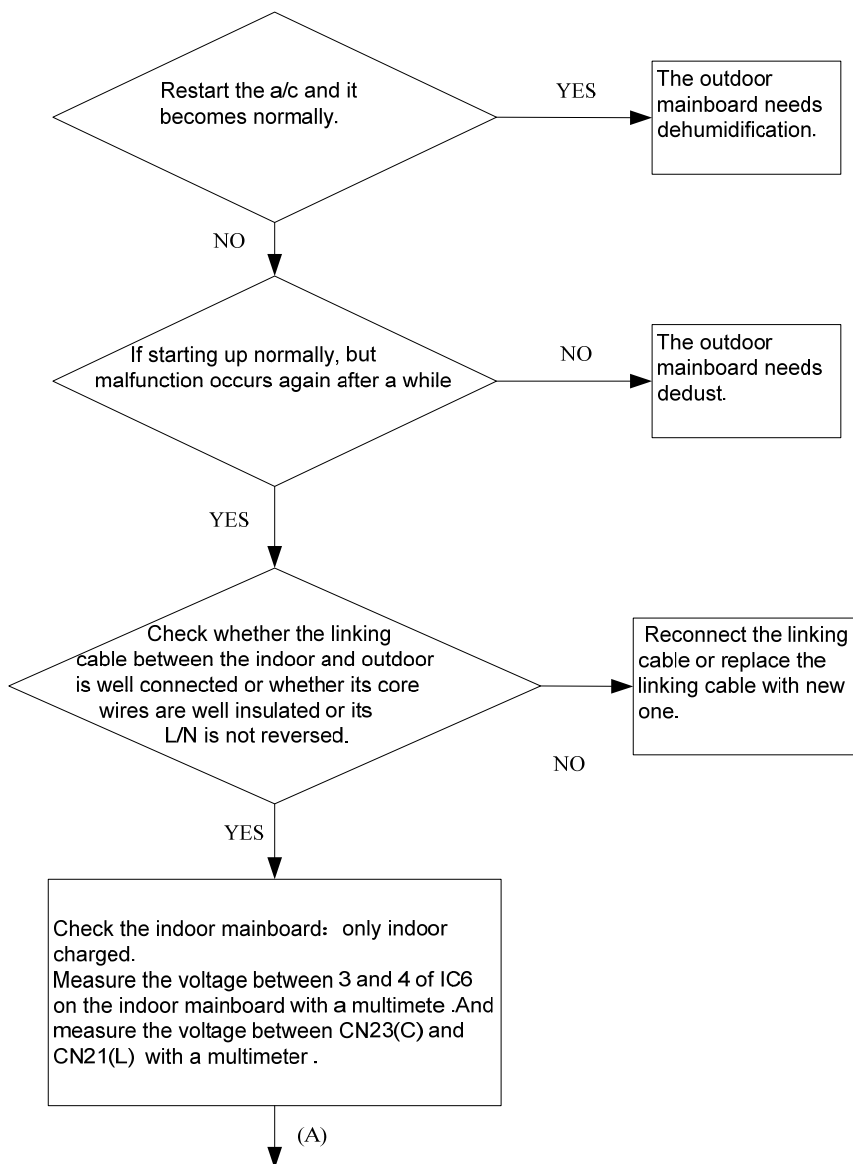 Restart the a/c and it
becomes normally.
YES
The outdoor
mainboard needs
dehumidification.
NO
If starting up normally, but
malfunction occurs again after a while
NO
The outdoor
mainboard needs
dedust.
YES
Check whether the linking
cable between the indoor and outdoor
is well connected or whether its core
wires are well insulated or its
L/N is not reversed.
NO
Reconnect the linking
cable or replace the
linking cable with new
one.
YES
Check the indoor mainboard：only indoor
charged.
Measure the voltage between 3 and 4 of IC6
on the indoor mainboard with a multimete .And
measure the voltage between CN23(C) and
CN21(L) with a multimeter .
(A)